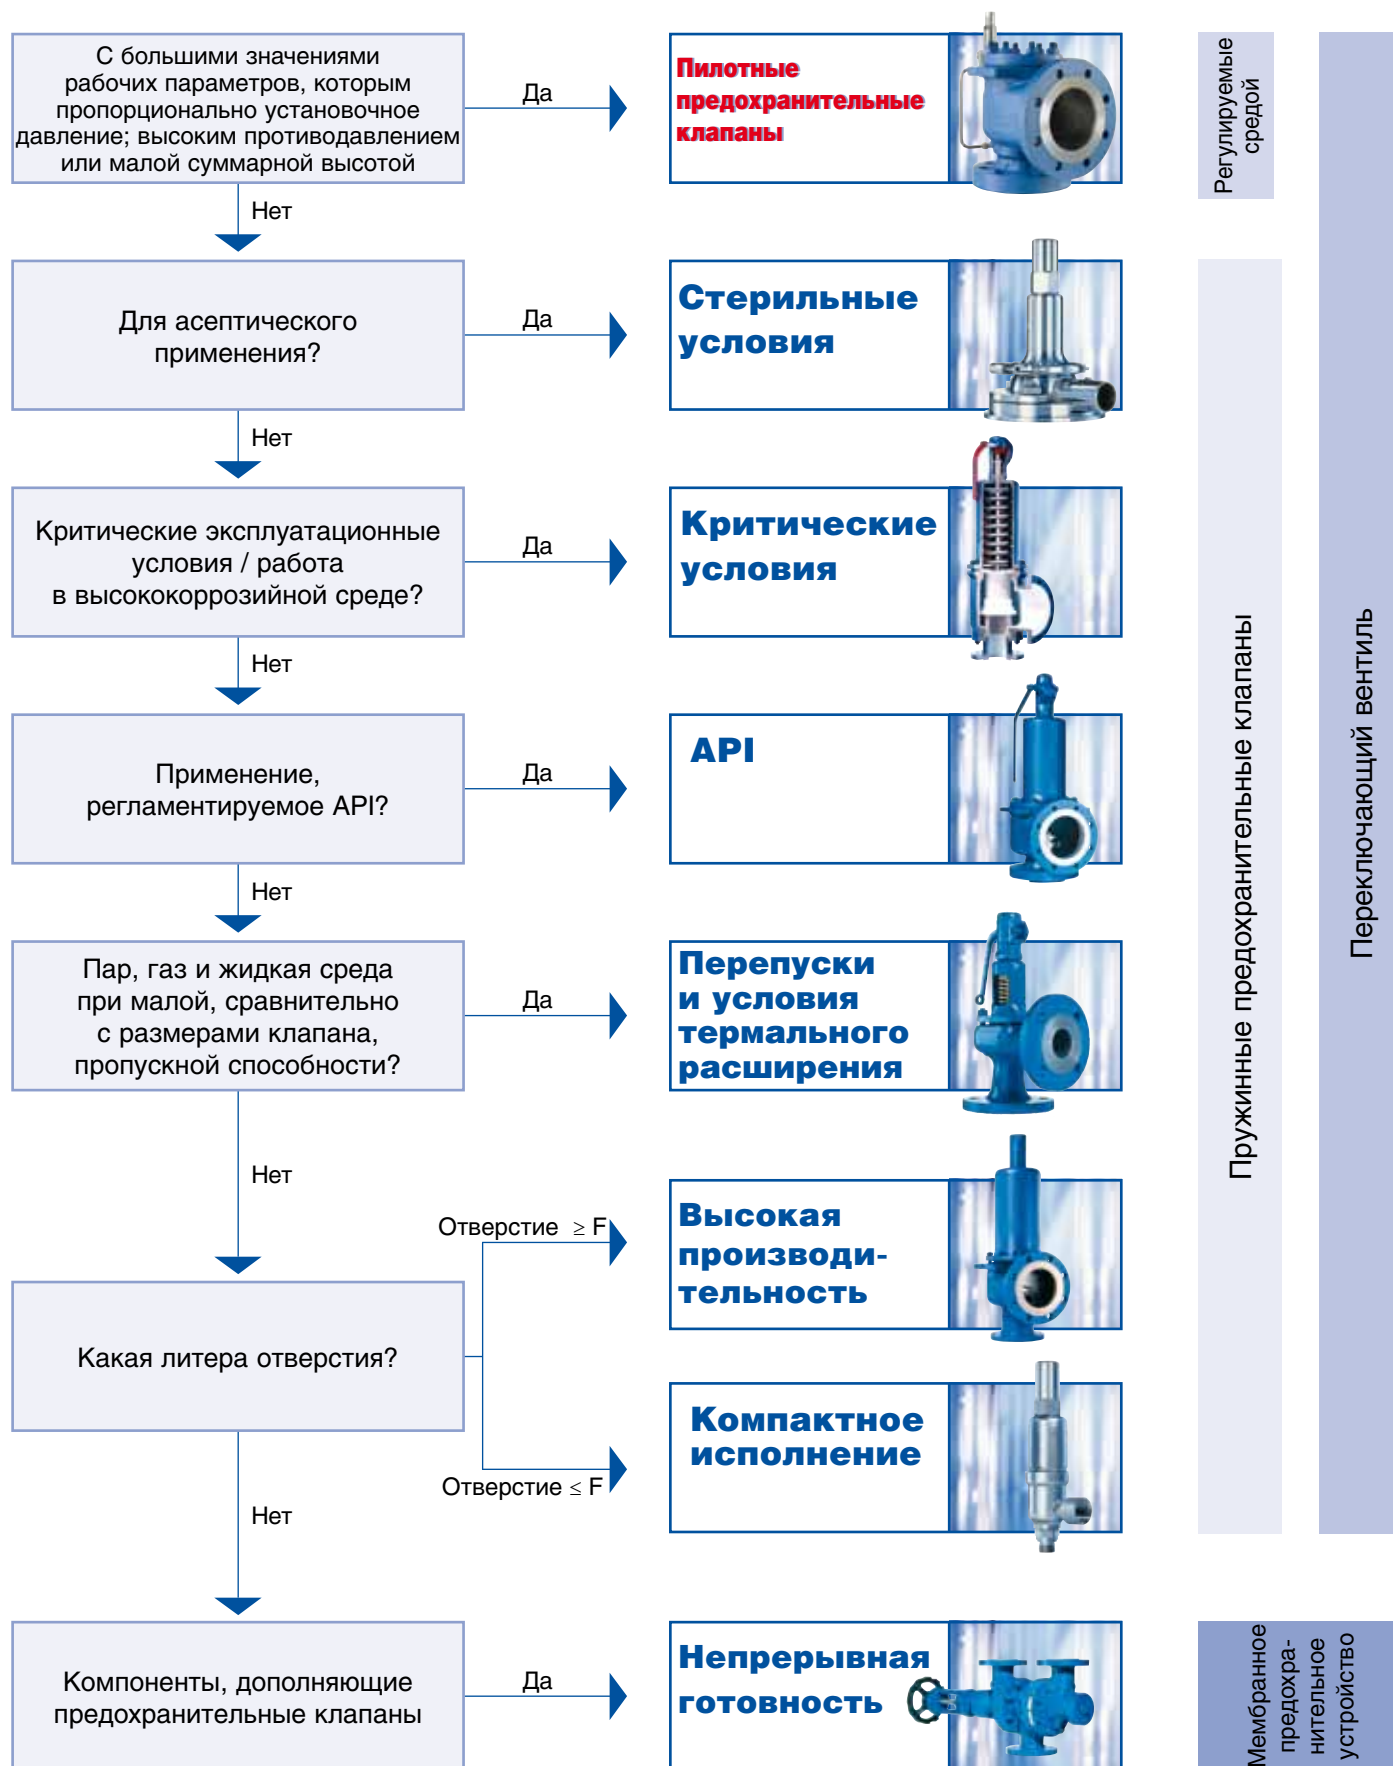 С большими значениями
рабочих параметров, которым
пропорционально установочное
давление; высоким противодавлением
или малой суммарной высотой
Да
Пилотные
предохранительные
клапаны
Регулируемые
средой
Нет
Для асептического
применения?
Да
Стерильные
условия
Нет
Критические эксплуатационные
условия / работа
в высококоррозийной среде?
Да
Критические
условия
Нет
Применение,
регламентируемое API?
Да
API
Нет
Пар, газ и жидкая среда
при малой, сравнительно
с размерами клапана,
пропускной способности?
Да
Перепуски
и условия
термального
расширения
Нет
Отверстие ≥ F
Высокая
производи-
тельность
Какая литера отверстия?
Отверстие ≤ F
Компактное
исполнение
Нет
Компоненты, дополняющие
предохранительные клапаны
Да
Непрерывная
готовность
Пружинные предохранительные клапаны
Переключающий вентиль
Мембранное
предохра-
нительное
устройство